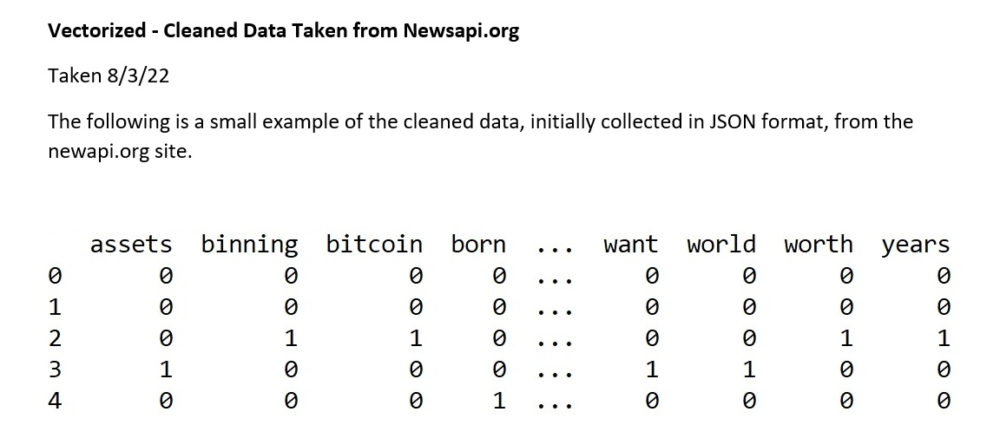 Vectorized - Cleaned Data Taken from Newsapi.org
Taken 8/3/22
The following is a small example of the cleaned data, initially collected in JSON format, from the
newapi.org site.
assets binning bitcoin born ... want world worth years
0 0 0 0 0 ... 0 0 0 0
1 0 0 0 0 ... 0 0 0 0
2 0 1 1 0 ... 0 0 1 1
3 1 0 0 0 ... 1 1 0 0
4 0 0 0 1 ... 0 0 0 0